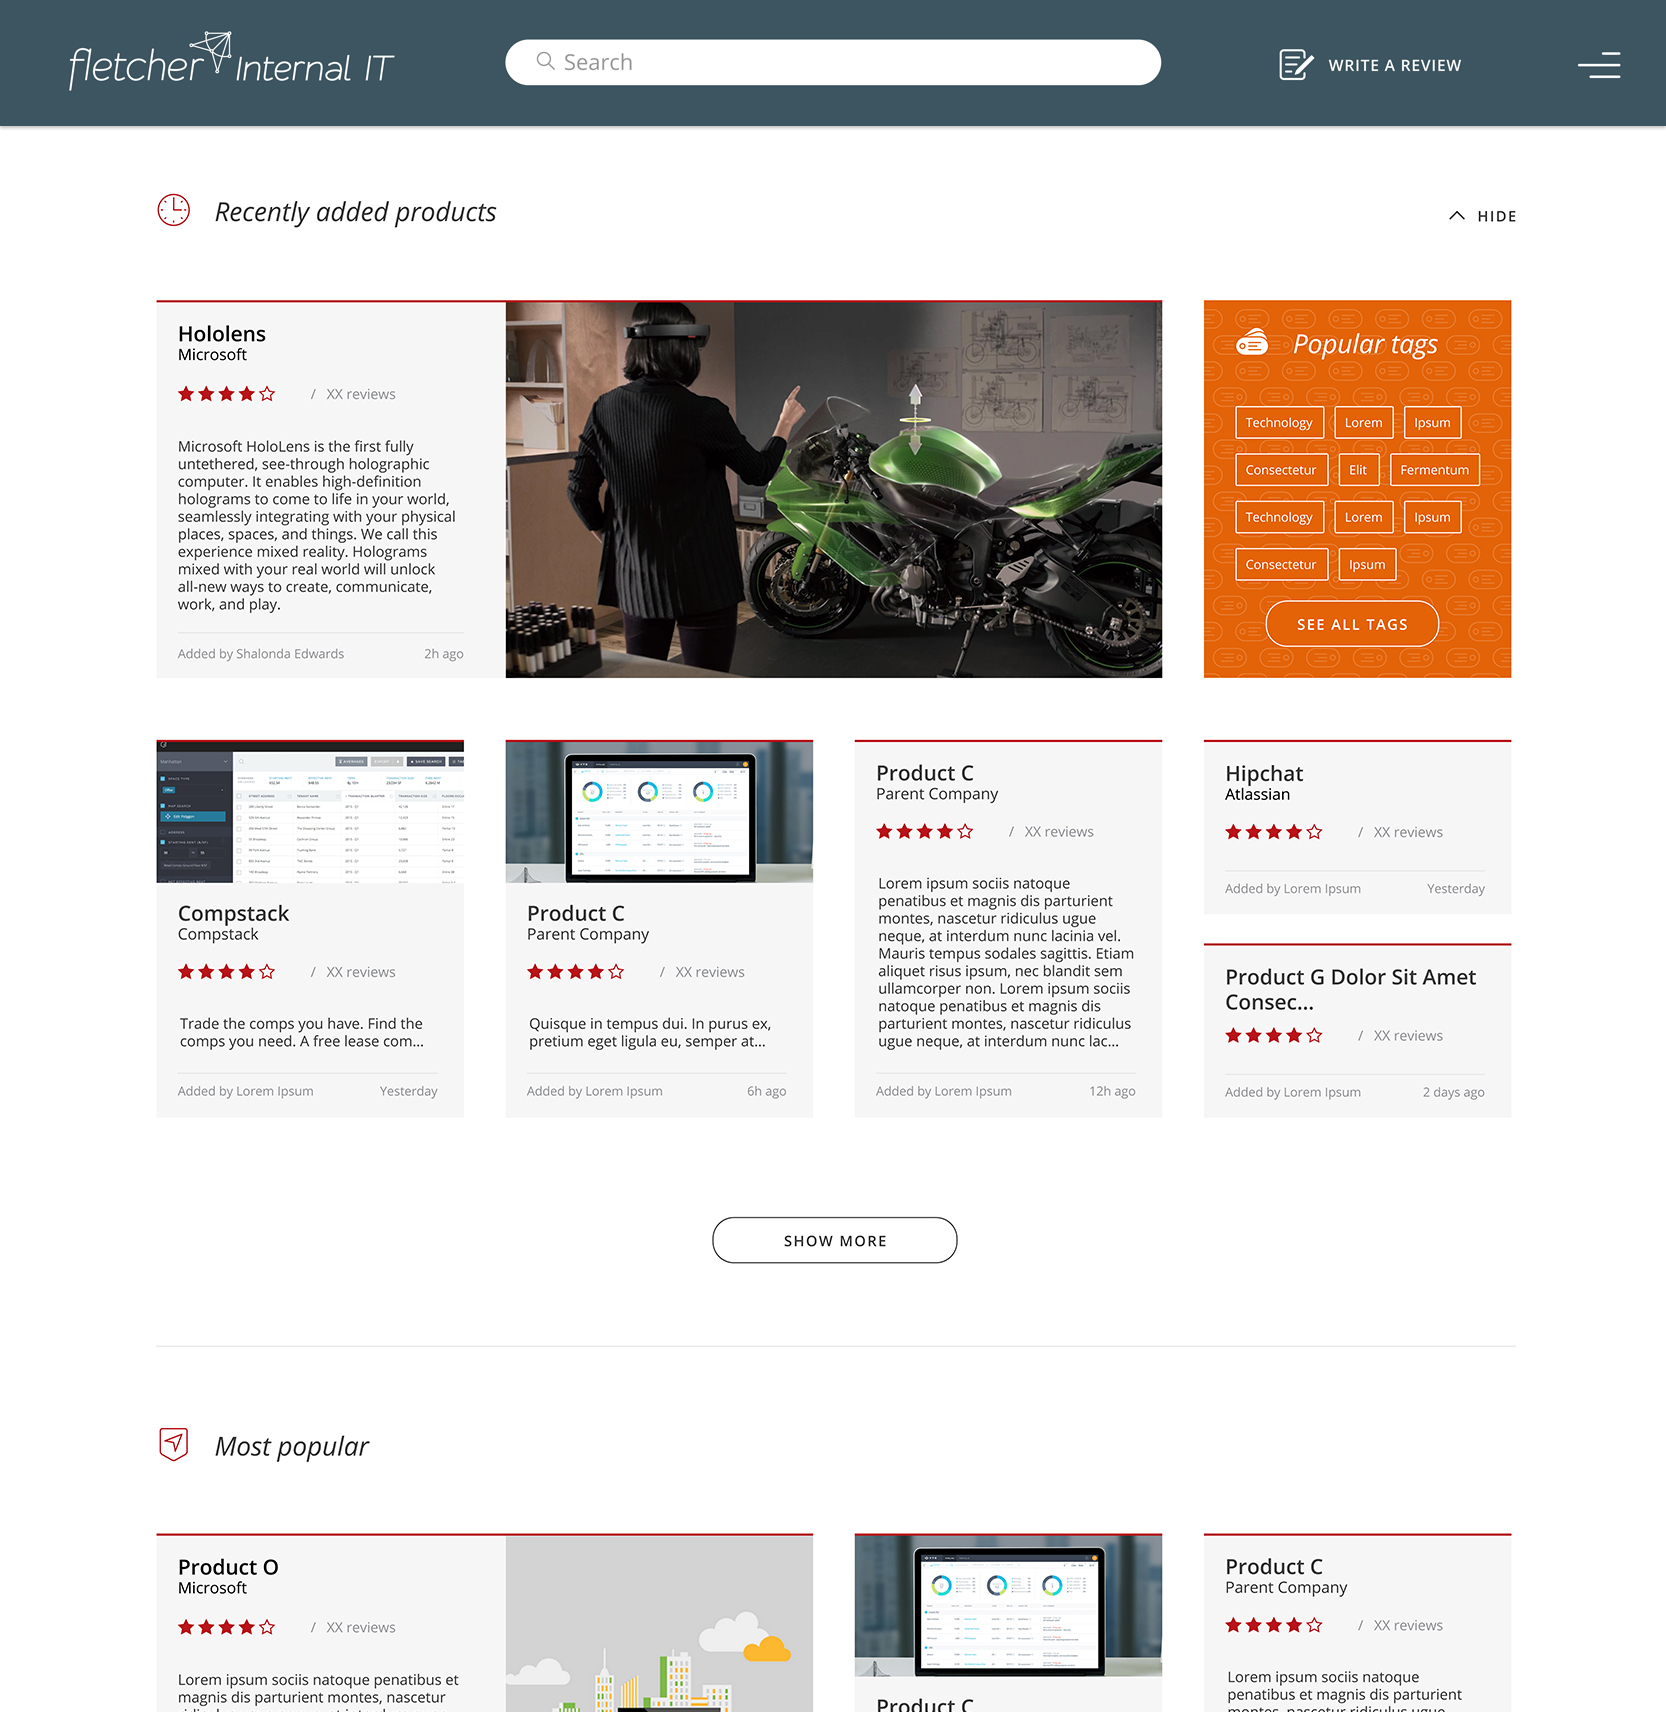 fletcher Internal IT
Search
WRITE A REVIEW
Recently added products
HIDE
Hololens
Microsoft
/ XX reviews
Microsoft HoloLens is the first fully
untethered, see-through holographic
computer. It enables high-definition
holograms to come to life in your world,
seamlessly integrating with your physical
places, spaces, and things. We call this
experience mixed reality. Holograms
mixed with your real world will unlock
all-new ways to create, communicate,
work, and play.
Added by Shalonda Edwards 2h ago
Popular tags
Technology Lorem Ipsum
Consectetur Elit Fermentum
Technology Lorem Ipsum
Consectetur Ipsum
SEE ALL TAGS
Compstack
Compstack
/ XX reviews
Trade the comps you have. Find the
comps you need. A free lease com...
Added by Lorem Ipsum Yesterday
Product C
Parent Company
/ XX reviews
Quisque in tempus dui. In purus ex,
pretium eget ligula eu, semper at...
Added by Lorem Ipsum 6h ago
Product C
Parent Company
/ XX reviews
Lorem ipsum sociis natoque
penatibus et magnis dis parturient
montes, nascetur ridiculus ugue
neque, at interdum nunc lacinia vel.
Mauris tempus sodales sagittis. Etiam
aliquet risus ipsum, nec blandit sem
ullamcorper non. Lorem ipsum sociis
natoque penatibus et magnis dis
parturient montes, nascetur ridiculus
ugue neque, at interdum nunc lac...
Added by Lorem Ipsum 12h ago
Hipchat
Atlassian
/ XX reviews
Added by Lorem Ipsum Yesterday
Product G Dolor Sit Amet
Consec...
/ XX reviews
Added by Lorem Ipsum 2 days ago
SHOW MORE
Most popular
Product O
Microsoft
/ XX reviews
Lorem ipsum sociis natoque penatibus et
magnis dis parturient montes, nascetur
Product C
Product C
Parent Company
/ XX reviews
Lorem ipsum sociis natoque
penatibus et magnis dis parturient
montes, nascetur ridiculus ugue